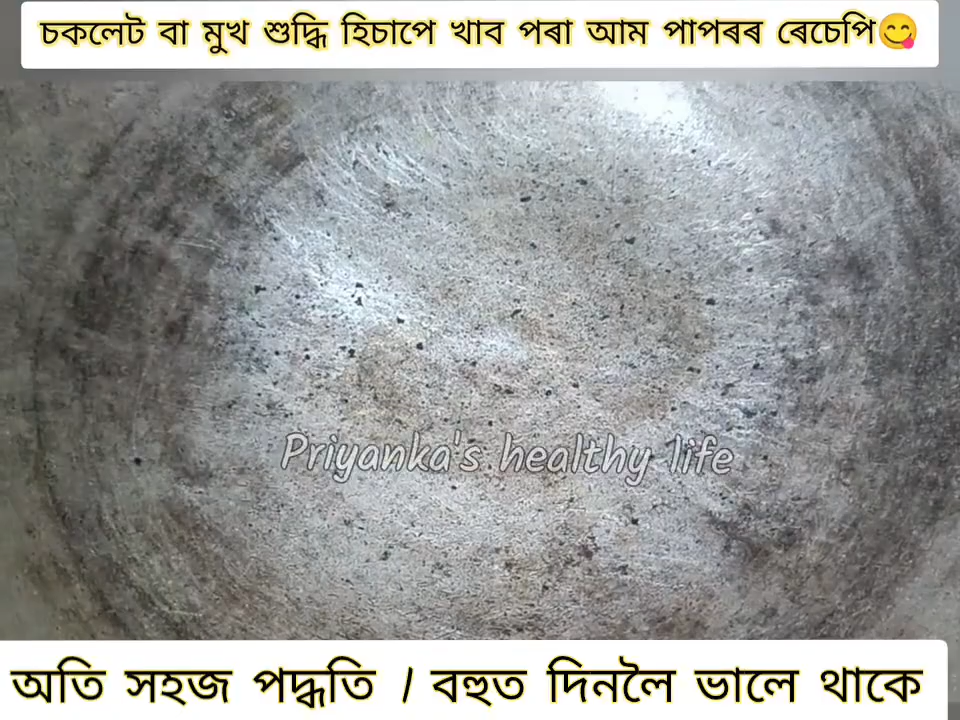 চকলেট বা মুখ শুদ্ধি হিচাপে খাব পৰা আম পাপৰৰ ৰেচেপি😋
Priyanka's healthy life
অতি সহজ পদ্ধতি / বহুত দিনলৈ ভালে থাকে